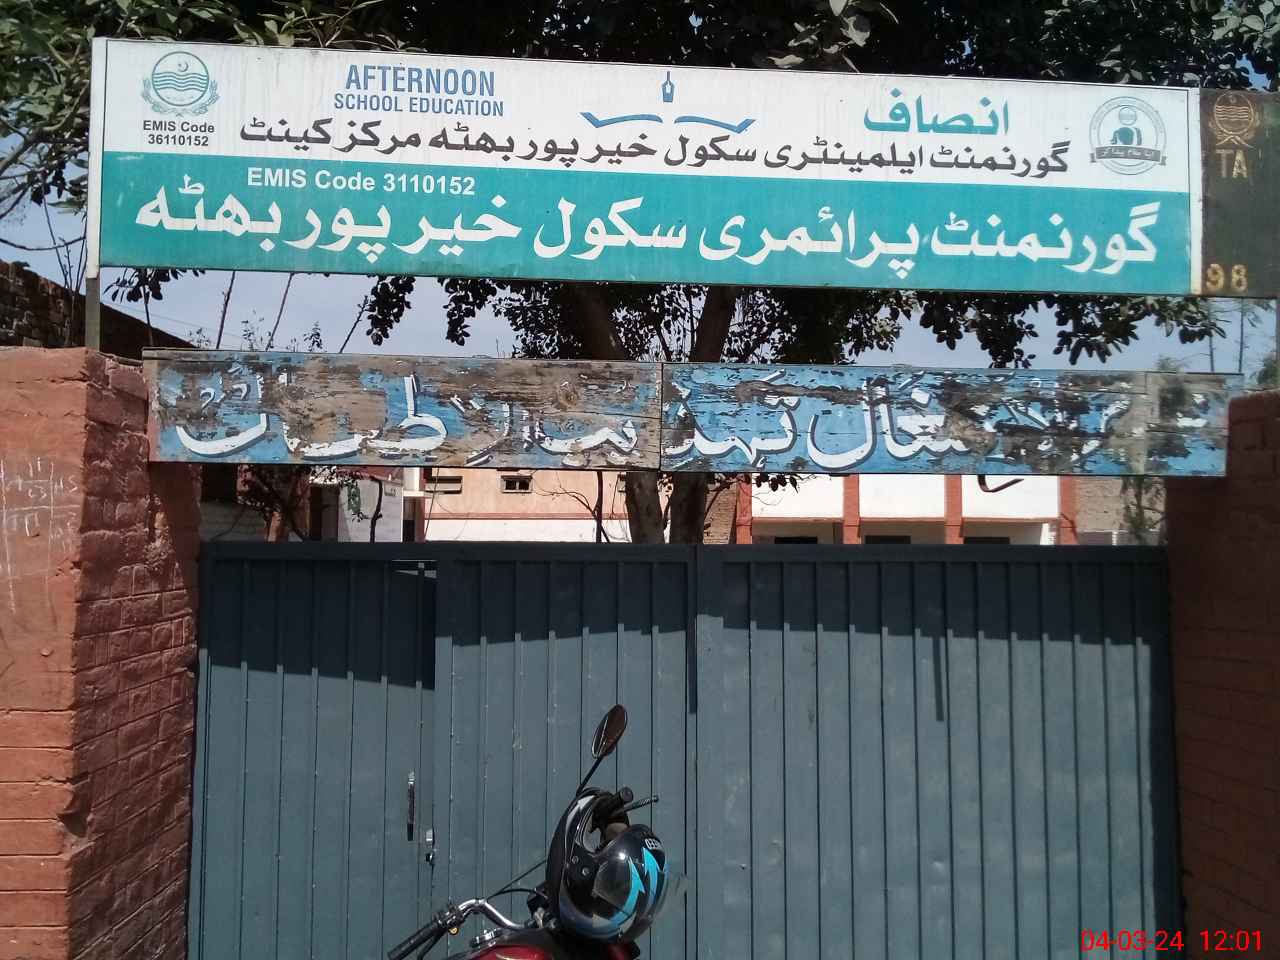 AFTERNOON
SCHOOL EDUCATION
EMIS Code
36110152
انصاف
گورنمنٹ ایلمینٹری سکول خیر پور بھٹہ مرکز کینٹ
EMIS Code 3110152
گورنمنٹ پرائمری سکول خیر پور بھٹہ
TA
98
04-03-24 12:01